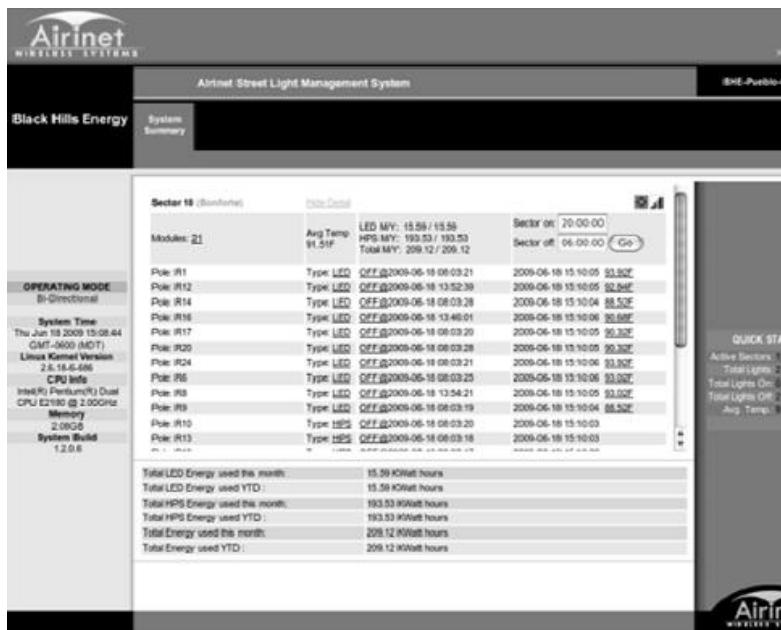 Airinet
WIRELESS SYSTEMS
Airinet Street Light Management System
Black Hills Energy
System
Summary
Sector 18 (Bonforte)
Hide Detail
Modules: 21
Avg Temp
91.51F
LED M/Y: 15.59 / 15.59
HPS M/Y: 193.53 / 193.53
Total M/Y: 209.12 / 209.12
Sector on: 20:00:00
Sector off: 06:00:00 Go
Pole: IR1 Type: LED OFF@2009-06-18 08:03:21 2009-06-18 15:10:05 93.92F
Pole: IR12 Type: LED OFF@2009-06-18 13:52:39 2009-06-18 15:10:05 92.84F
Pole: IR14 Type: LED OFF@2009-06-18 08:03:28 2009-06-18 15:10:04 88.52F
Pole: IR16 Type: LED OFF@2009-06-18 13:46:01 2009-06-18 15:10:06 90.68F
Pole: IR17 Type: LED OFF@2009-06-18 08:03:20 2009-06-18 15:10:05 90.32F
Pole: IR20 Type: LED OFF@2009-06-18 08:03:28 2009-06-18 15:10:05 90.32F
Pole: IR24 Type: LED OFF@2009-06-18 08:03:21 2009-06-18 15:10:06 93.92F
Pole: IR6 Type: LED OFF@2009-06-18 08:03:25 2009-06-18 15:10:06 93.02F
Pole: IR8 Type: LED OFF@2009-06-18 13:54:21 2009-06-18 15:10:05 93.02F
Pole: IR9 Type: LED OFF@2009-06-18 08:03:19 2009-06-18 15:10:04 88.52F
Pole: IR10 Type: HPS OFF@2009-06-18 08:03:20 2009-06-18 15:10:03
Pole: IR13 Type: HPS OFF@2009-06-18 08:03:18 2009-06-18 15:10:03
OPERATING MODE
Bi-Directional
System Time
Thu Jun 18 2009 15:08:44
GMT-0600 (MDT)
Linux Kernel Version
2.6.18-6-686
CPU Info
Intel(R) Pentium(R) Dual
CPU E2180 @ 2.00GHz
Memory
2.08GB
System Build
1.2.0.6
QUICK STA
Active Sectors:
Total Lights: 2
Total Lights On:
Total Lights Off: 2
Avg. Temp:
Total LED Energy used this month: 15.59 KWatt hours
Total LED Energy used YTD : 15.59 KWatt hours
Total HPS Energy used this month: 193.53 KWatt hours
Total HPS Energy used YTD : 193.53 KWatt hours
Total Energy used this month: 209.12 KWatt hours
Total Energy used YTD : 209.12 KWatt hours